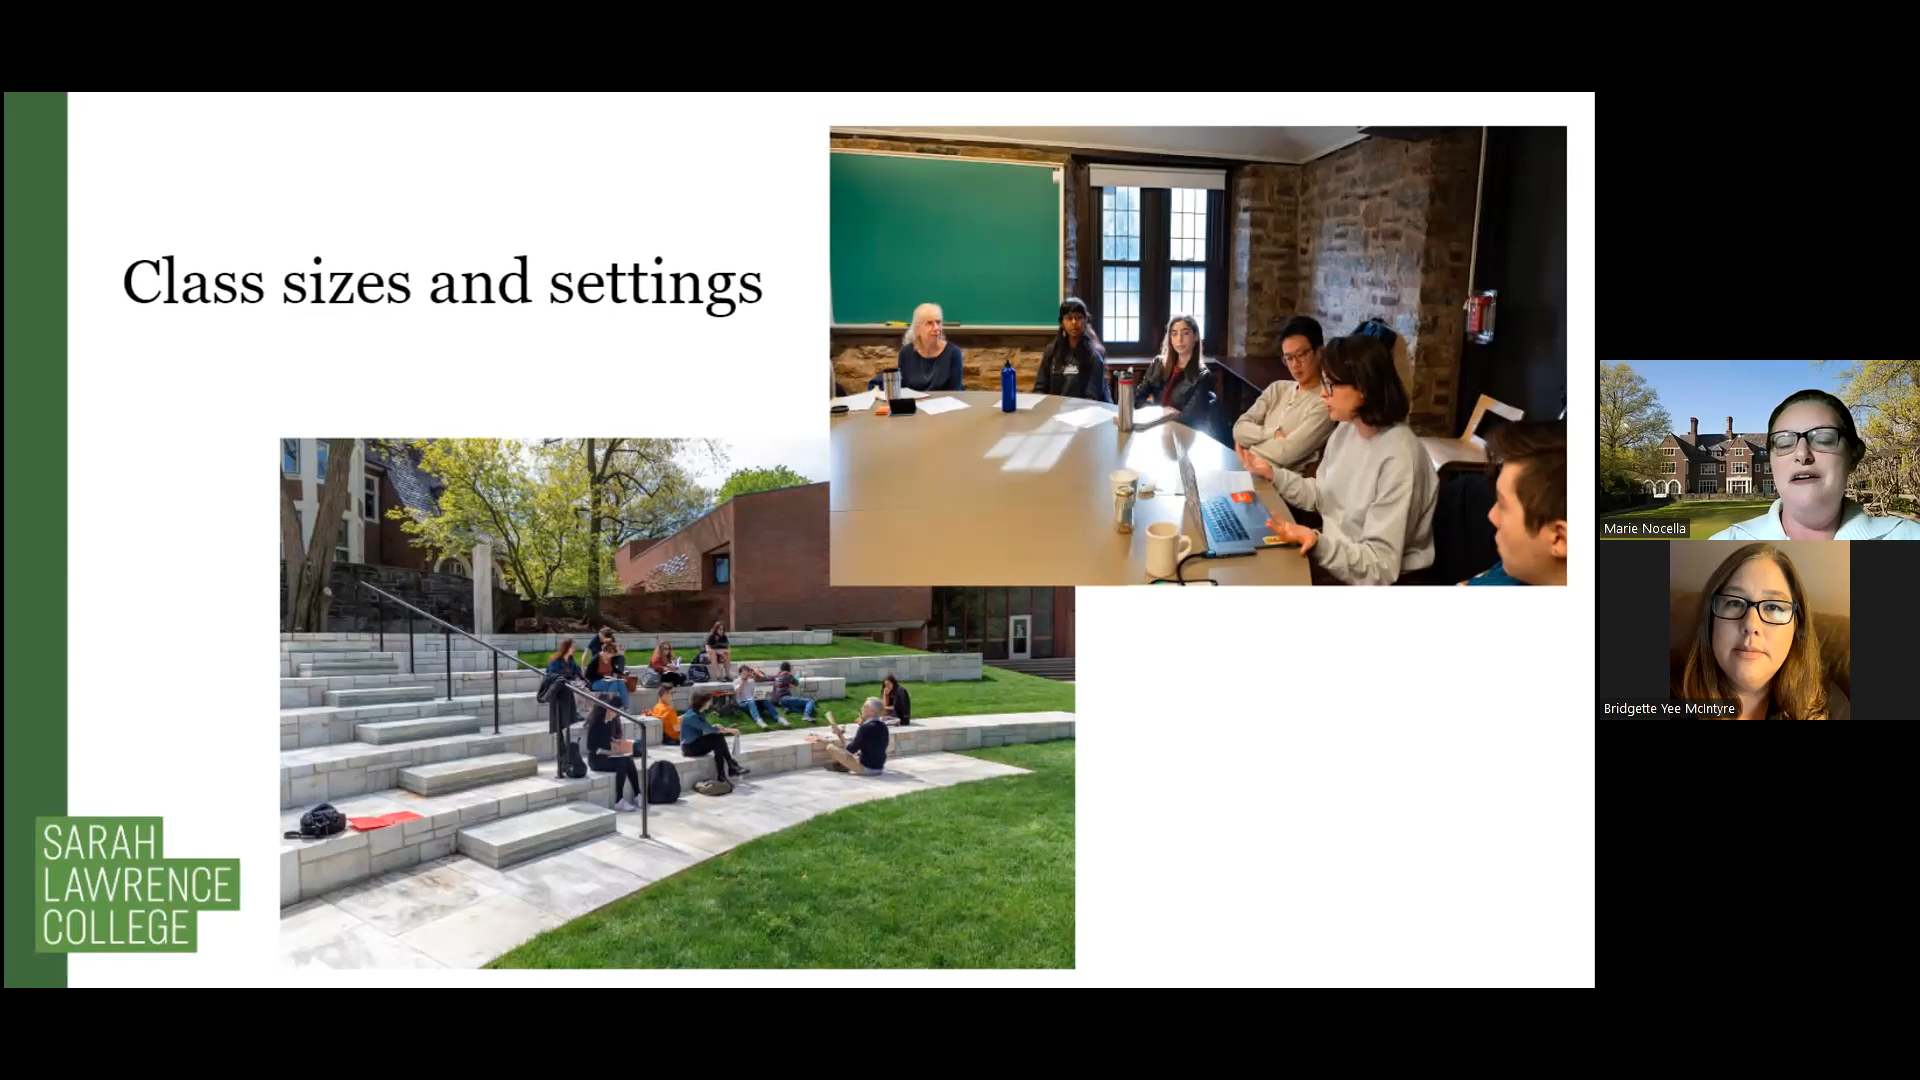 Class sizes and settings
SARAH
LAWRENCE
COLLEGE
Marie Nocella
Bridgette Yee McIntyre